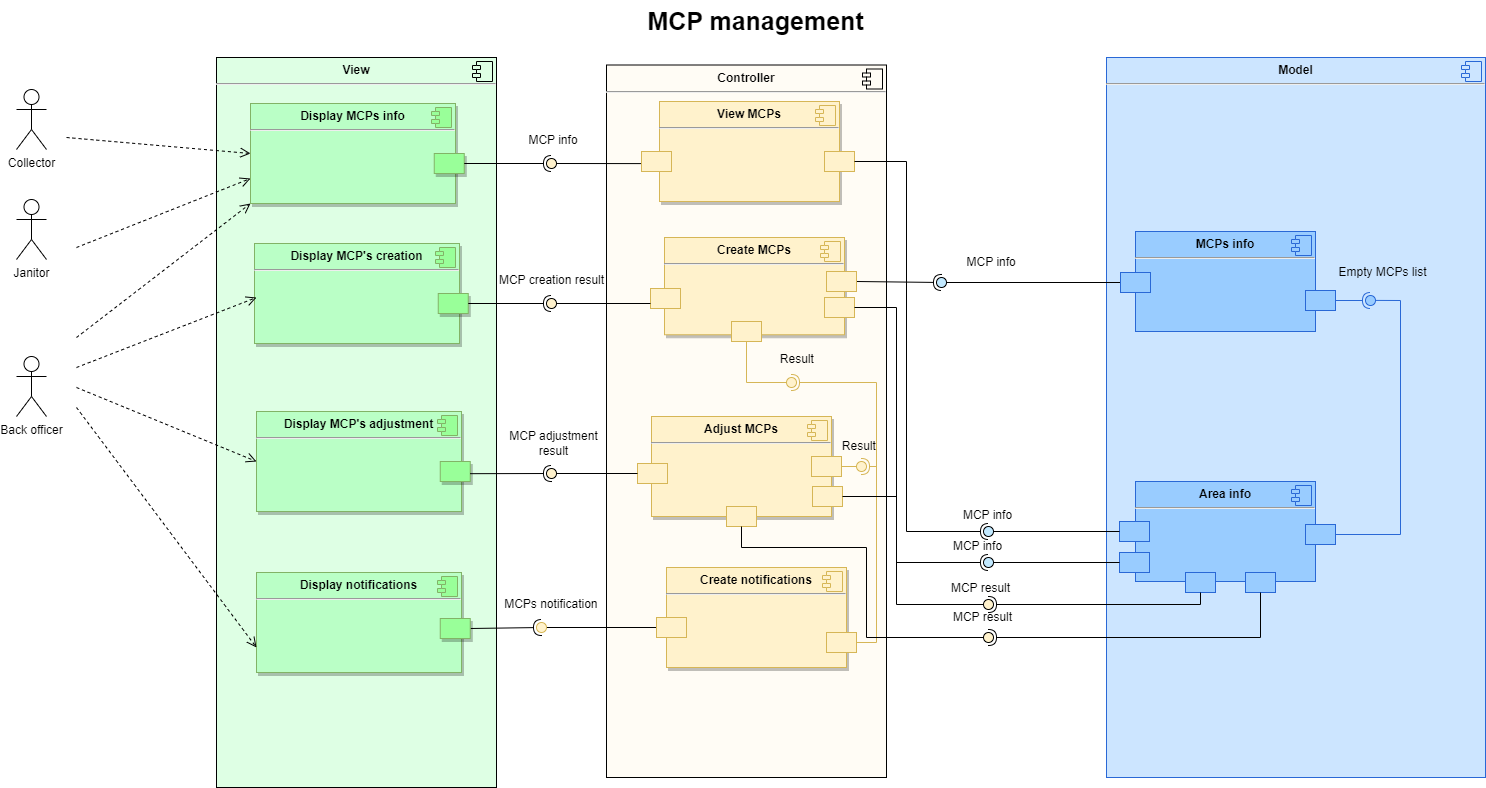 MCP management
View
Controller
Model
Collector
Janitor
Back officer
Display MCPs info
Display MCP's creation
Display MCP's adjustment
Display notifications
MCP info
MCP creation result
MCP adjustment
result
MCPs notification
View MCPs
Create MCPs
Result
Adjust MCPs
Result
Create notifications
MCP info
MCP info
MCP info
MCP result
MCP result
MCPs info
Empty MCPs list
Area info